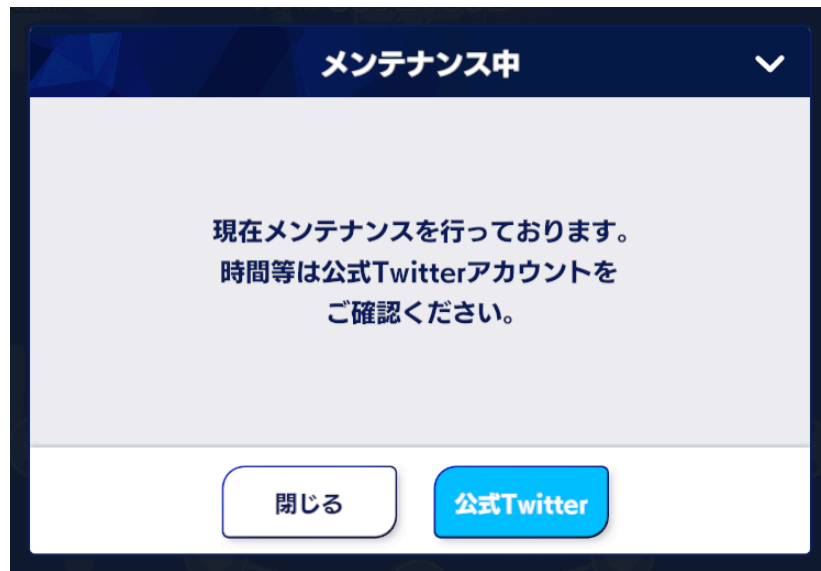 メンテナンス中
現在メンテナンスを行っております。
時間等は公式Twitterアカウントを
ご確認ください。
閉じる
公式Twitter